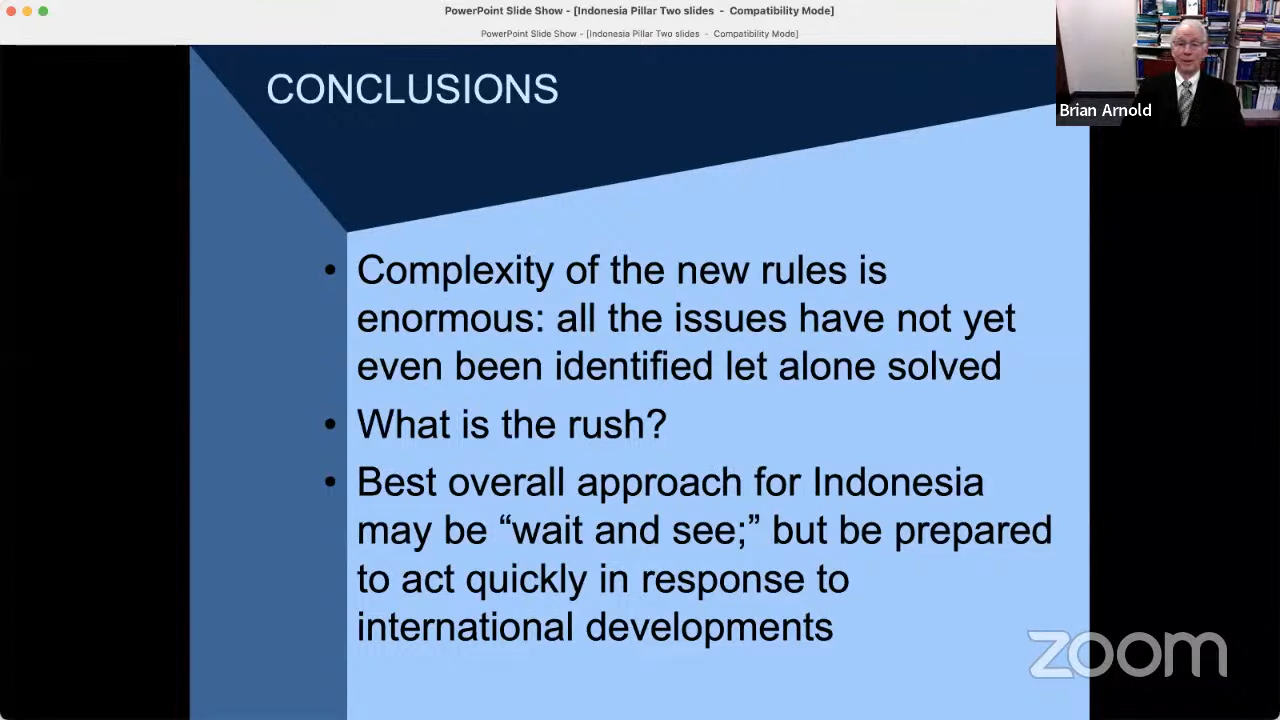 PowerPoint Slide Show - [Indonesia Pillar Two slides - Compatibility Mode]
PowerPoint Slide Show - [Indonesia Pillar Two slides - Compatibility Mode]
Brian Arnold
CONCLUSIONS
• Complexity of the new rules is
enormous: all the issues have not yet
even been identified let alone solved
• What is the rush?
• Best overall approach for Indonesia
may be “wait and see;” but be prepared
to act quickly in response to
international developments
zoom